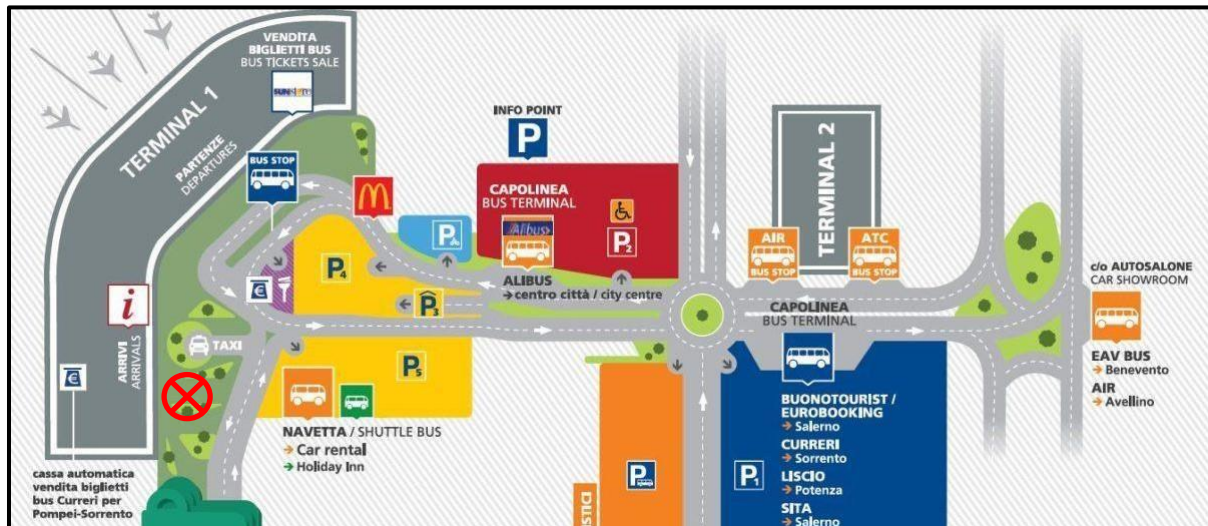 TERMINAL 1
PARTENZE
DEPARTURES
VENDITA
BIGLIETTI BUS
BUS TICKETS SALE
BUS STOP
i
ARRIVI
ARRIVALS
€
cassa automatica
vendita biglietti
bus Curreri per
Pompei-Sorrento
TAXI
€
P4
P3
P5
NAVETTA / SHUTTLE BUS
→ Car rental
→ Holiday Inn
INFO POINT
P
P
CAPOLINEA
BUS TERMINAL
Alibus
P2
ALIBUS
→ centro città / city centre
TERMINAL 2
AIR
BUS STOP
ATC
BUS STOP
CAPOLINEA
BUS TERMINAL
BUONOTOURIST /
EUROBOOKING
→ Salerno
CURRERI
→ Sorrento
LISCIO
→ Potenza
SITA
→ Salerno
P1
P
c/o AUTOSALONE
CAR SHOWROOM
EAV BUS
→ Benevento
AIR
→ Avellino